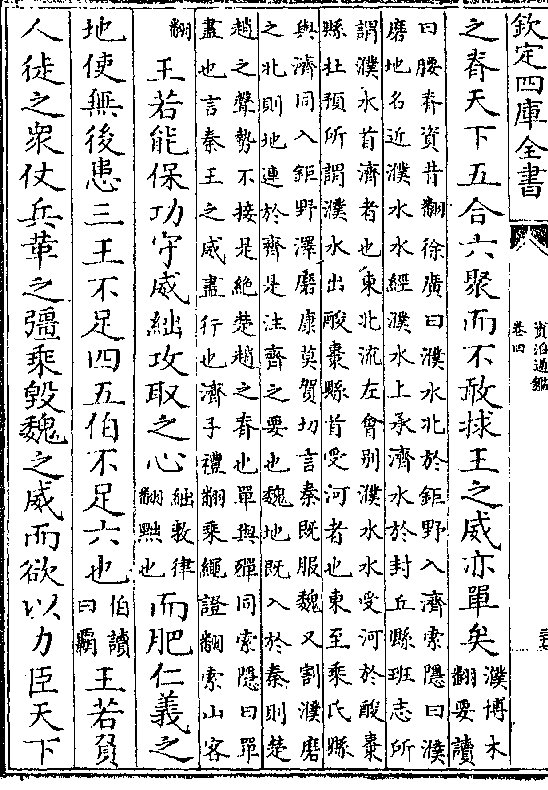 欽定四庫全書
資治通鑑
卷四
之脊天下五合六聚而不敢捄王之威亦單矣濮博木
翻要讀
曰腰脊資昔翻徐廣曰濮水北於鉅野入濟索隱曰濮
磨地名近濮水水經濮水上承濟水於封丘縣班志所
謂濮水首濟者也東北流左會别濮水水受河於酸棗
縣杜預所謂濮水出酸棗縣首受河者也東至乘氏縣
與濟同入鉅野澤磨康莫賀切言秦既服魏又割濮磨
之北則地連於齊是注齊之要也魏地既入於秦則楚
趙之聲勢不接是絶楚趙之脊也單與殫同索隱曰單
盡也言秦王之威盡行也濟子禮翻乘繩證翻索山客
翻
王若能保功守威絀攻取之心絀敕律
翻黜也而肥仁義之
地使無後患三王不足四五伯不足六也伯讀
曰霸王若負
人徒之衆仗兵革之彊乘毁魏之威而欲以力臣天下